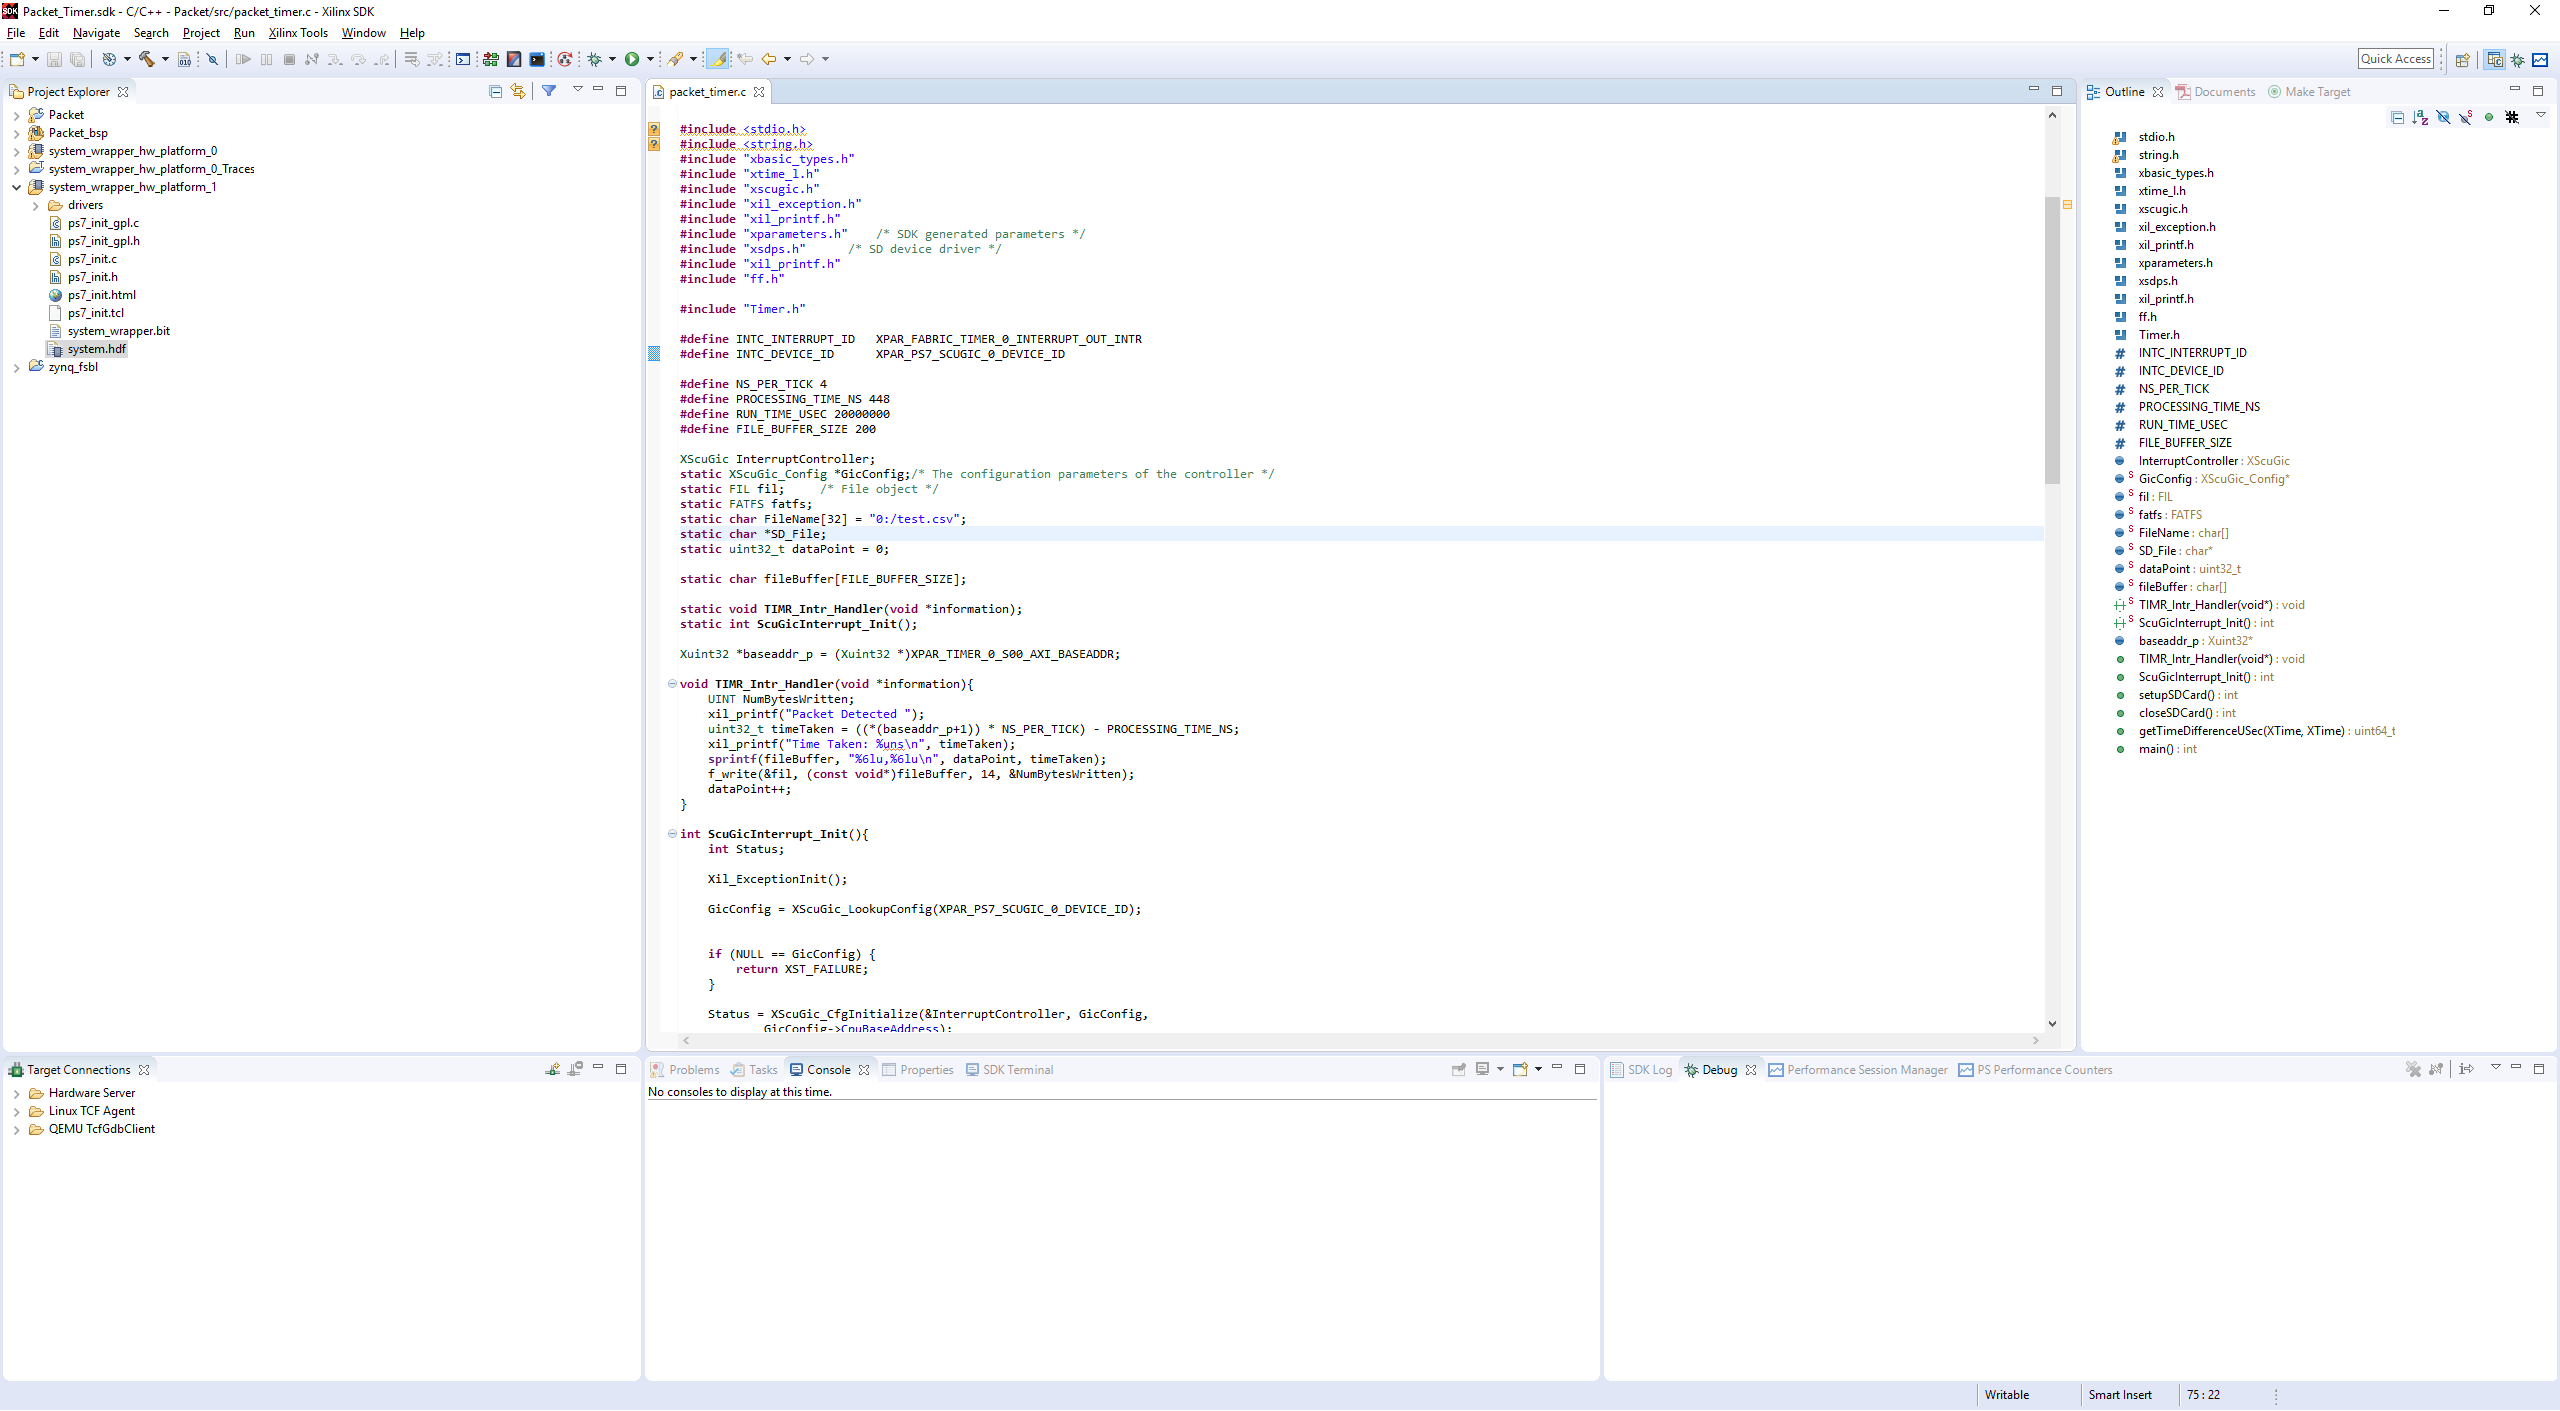 Packet_Timer.sdk - C/C++ - Packet/src/packet_timer.c - Xilinx SDK
File Edit Navigate Search Project Run Xilinx Tools Window Help
Quick Access
Project Explorer
Packet
Packet_bsp
system_wrapper_hw_platform_0
system_wrapper_hw_platform_0_Traces
system_wrapper_hw_platform_1
drivers
ps7_init_gpl.c
ps7_init_gpl.h
ps7_init.c
ps7_init.h
ps7_init.html
ps7_init.tcl
system_wrapper.bit
system.hdf
zynq_fsbl
packet_timer.c
#include <stdio.h>
#include <string.h>
#include "xbasic_types.h"
#include "xtime_l.h"
#include "xscugic.h"
#include "xil_exception.h"
#include "xil_printf.h"
#include "xparameters.h"    /* SDK generated parameters */
#include "xsdps.h"      /* SD device driver */
#include "xil_printf.h"
#include "ff.h"
#include "Timer.h"
#define INTC_INTERRUPT_ID   XPAR_FABRIC_TIMER_0_INTERRUPT_OUT_INTR
#define INTC_DEVICE_ID      XPAR_PS7_SCUGIC_0_DEVICE_ID
#define NS_PER_TICK 4
#define PROCESSING_TIME_NS 448
#define RUN_TIME_USEC 20000000
#define FILE_BUFFER_SIZE 200
XScuGic InterruptController;
static XScuGic_Config *GicConfig;/* The configuration parameters of the controller */
static FIL fil;     /* File object */
static FATFS fatfs;
static char FileName[32] = "0:/test.csv";
static char *SD_File;
static uint32_t dataPoint = 0;
static char fileBuffer[FILE_BUFFER_SIZE];
static void TIMR_Intr_Handler(void *information);
static int ScuGicInterrupt_Init();
Xuint32 *baseaddr_p = (Xuint32 *)XPAR_TIMER_0_S00_AXI_BASEADDR;
void TIMR_Intr_Handler(void *information){
UINT NumBytesWritten;
xil_printf("Packet Detected ");
uint32_t timeTaken = ((*(baseaddr_p+1)) * NS_PER_TICK) - PROCESSING_TIME_NS;
xil_printf("Time Taken: %uns\n", timeTaken);
sprintf(fileBuffer, "%6lu,%6lu\n", dataPoint, timeTaken);
f_write(&fil, (const void*)fileBuffer, 14, &NumBytesWritten);
dataPoint++;
}
int ScuGicInterrupt_Init(){
int Status;
Xil_ExceptionInit();
GicConfig = XScuGic_LookupConfig(XPAR_PS7_SCUGIC_0_DEVICE_ID);
if (NULL == GicConfig) {
return XST_FAILURE;
}
Status = XScuGic_CfgInitialize(&InterruptController, GicConfig,
GicConfig->CpuBaseAddress);
Outline Documents Make Target
stdio.h
string.h
xbasic_types.h
xtime_l.h
xscugic.h
xil_exception.h
xil_printf.h
xparameters.h
xsdps.h
xil_printf.h
ff.h
Timer.h
INTC_INTERRUPT_ID
INTC_DEVICE_ID
NS_PER_TICK
PROCESSING_TIME_NS
RUN_TIME_USEC
FILE_BUFFER_SIZE
InterruptController : XScuGic
GicConfig : XScuGic_Config*
fil : FIL
fatfs : FATFS
FileName : char[]
SD_File : char*
dataPoint : uint32_t
fileBuffer : char[]
TIMR_Intr_Handler(void*) : void
ScuGicInterrupt_Init() : int
baseaddr_p : Xuint32*
TIMR_Intr_Handler(void*) : void
ScuGicInterrupt_Init() : int
setupSDCard() : int
closeSDCard() : int
getTimeDifferenceUSec(XTime, XTime) : uint64_t
main() : int
Target Connections
Hardware Server
Linux TCF Agent
QEMU TcfGdbClient
Problems Tasks Console Properties SDK Terminal
No consoles to display at this time.
SDK Log Debug Performance Session Manager PS Performance Counters
Writable Smart Insert 75 : 22